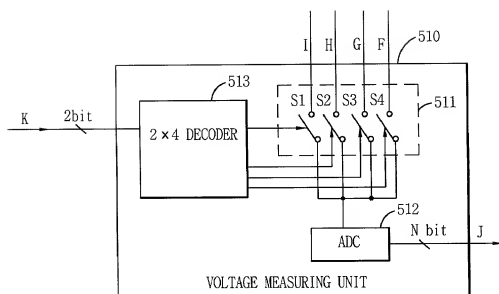 I H G F
510
513
S1 S2 S3 S4
511
K
2bit
2×4 DECODER
512
ADC
N bit
J
VOLTAGE MEASURING UNIT